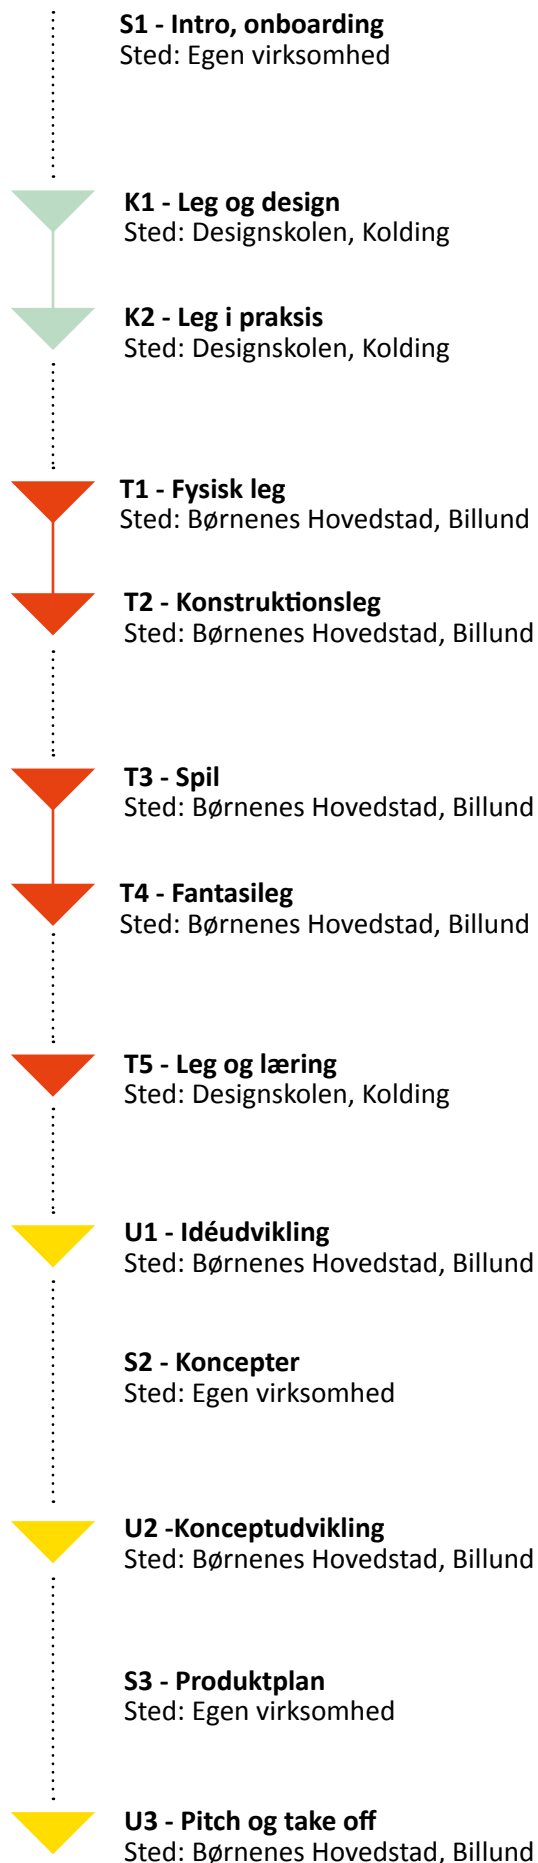 S1 - Intro, onboarding
Sted: Egen virksomhed
K1 - Leg og design
Sted: Designskolen, Kolding
K2 - Leg i praksis
Sted: Designskolen, Kolding
T1 - Fysisk leg
Sted: Børnenes Hovedstad, Billund
T2 - Konstruktionsleg
Sted: Børnenes Hovedstad, Billund
T3 - Spil
Sted: Børnenes Hovedstad, Billund
T4 - Fantasileg
Sted: Børnenes Hovedstad, Billund
T5 - Leg og læring
Sted: Designskolen, Kolding
U1 - Idéudvikling
Sted: Børnenes Hovedstad, Billund
S2 - Koncepter
Sted: Egen virksomhed
U2 -Konceptudvikling
Sted: Børnenes Hovedstad, Billund
S3 - Produktplan
Sted: Egen virksomhed
U3 - Pitch og take off
Sted: Børnenes Hovedstad, Billund